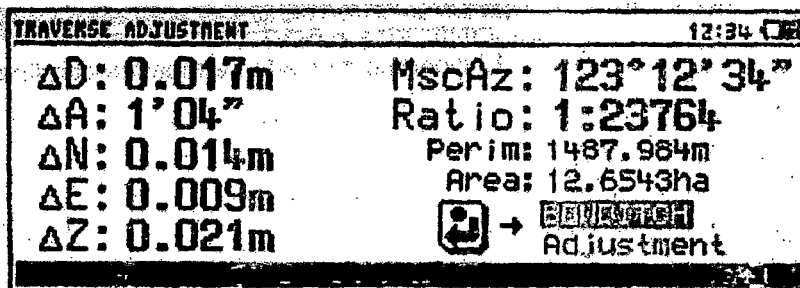 TRAVERSE ADJUSTMENT 12:34
ΔD: 0.017m
ΔA: 1'04"
ΔN: 0.014m
ΔE: 0.009m
ΔZ: 0.021m
MscAz: 123°12'34"
Ratio: 1:23764
Perim: 1487.984m
Area: 12.6543ha
→ BOWDITCH
Adjustment